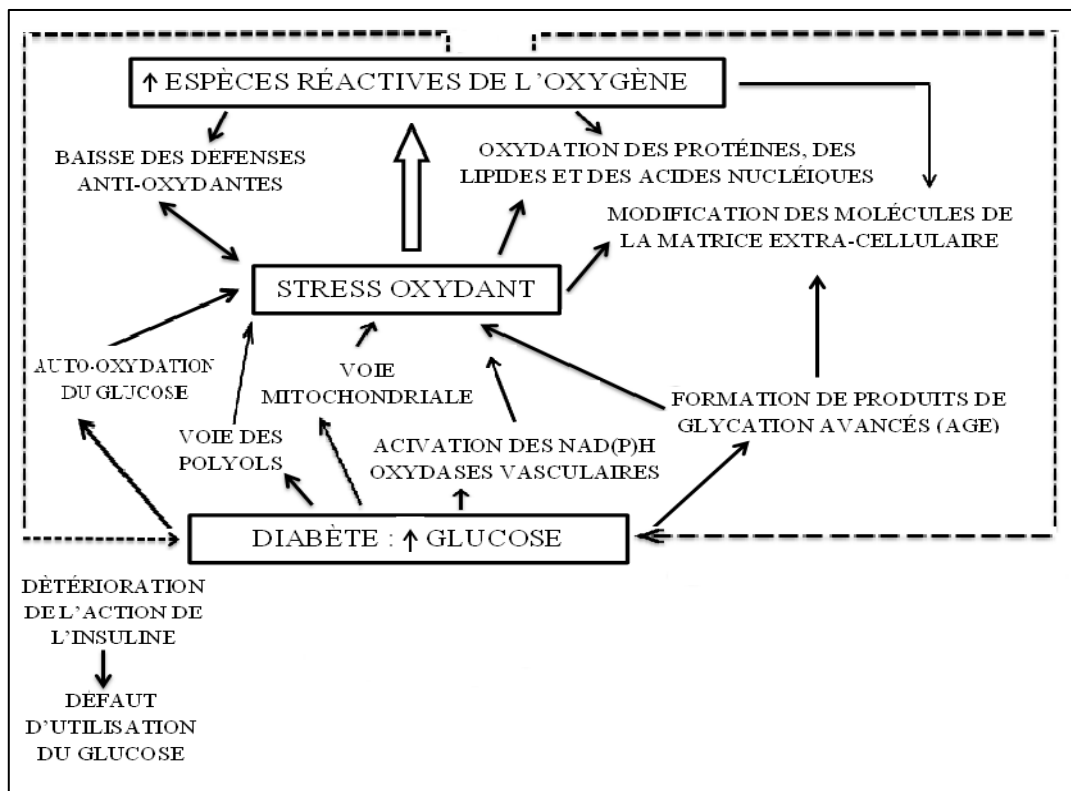 ↑ ESPÈCES RÉACTIVES DE L'OXYGÈNE
BAISSE DES DÉFENSES
ANTI-OXYDANTES
OXYDATION DES PROTÉINES, DES
LIPIDES ET DES ACIDES NUCLÉIQUES
MODIFICATION DES MOLÉCULES DE
LA MATRICE EXTRA-CELLULAIRE
STRESS OXYDANT
AUTO-OXYDATION
DU GLUCOSE
VOIE
MITOCHONDRIALE
VOIE DES
POLYOLS
ACIVATION DES NAD(P)H
OXYDASES VASCULAIRES
FORMATION DE PRODUITS DE
GLYCATION AVANCÉS (AGE)
DIABÈTE : ↑ GLUCOSE
DÈTÉRIORATION
DE L'ACTION DE
L'INSULINE
DÉFAUT
D'UTILISATION
DU GLUCOSE